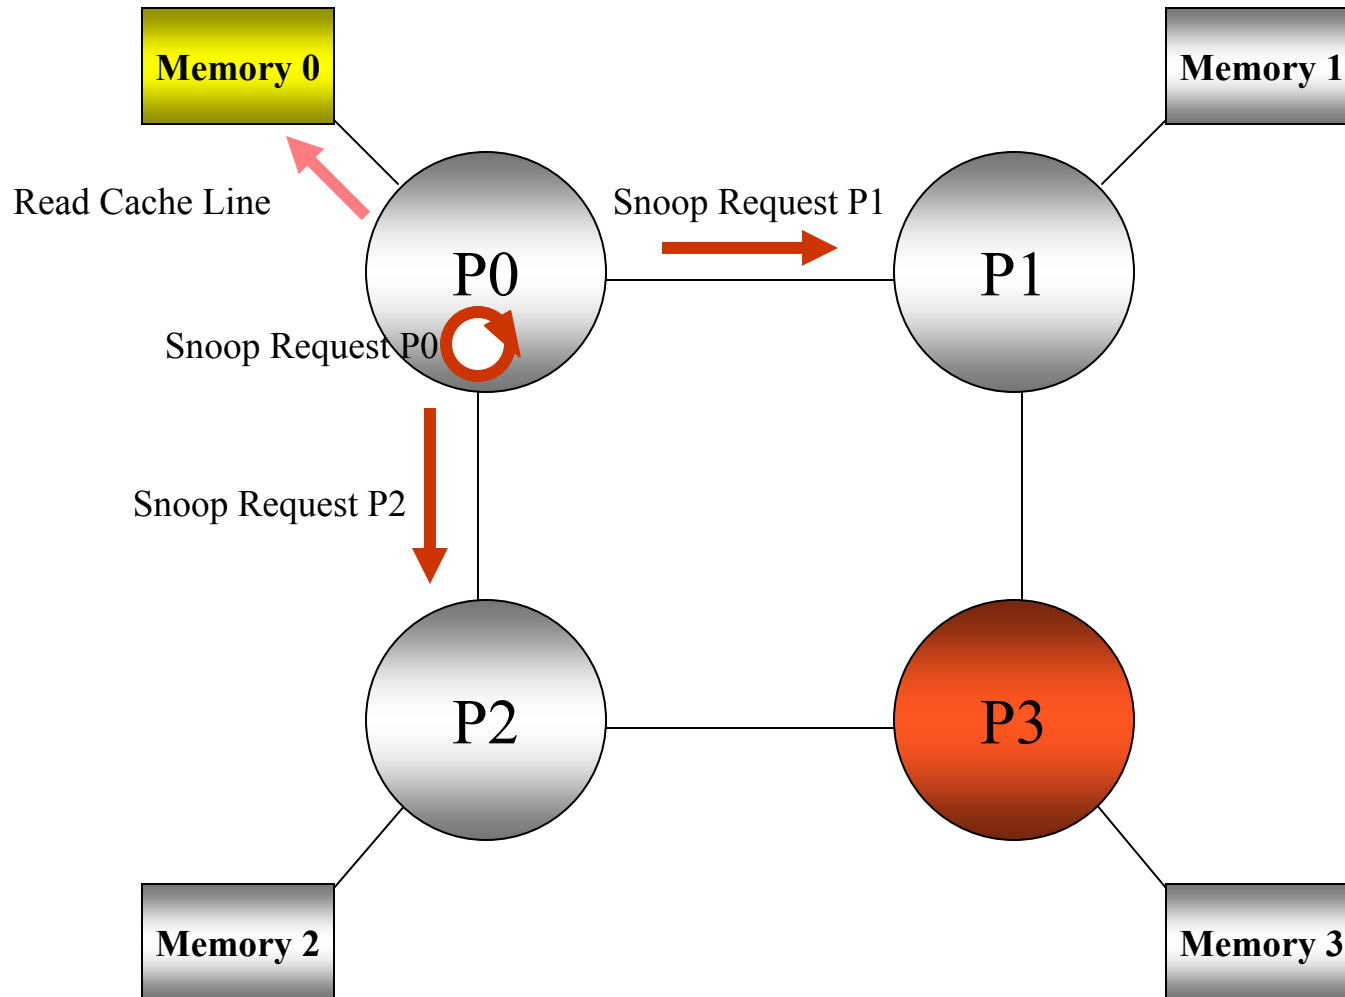 Memory 0
Memory 1
Read Cache Line
Snoop Request P1
P0
P1
Snoop Request P0
Snoop Request P2
P2
P3
Memory 2
Memory 3